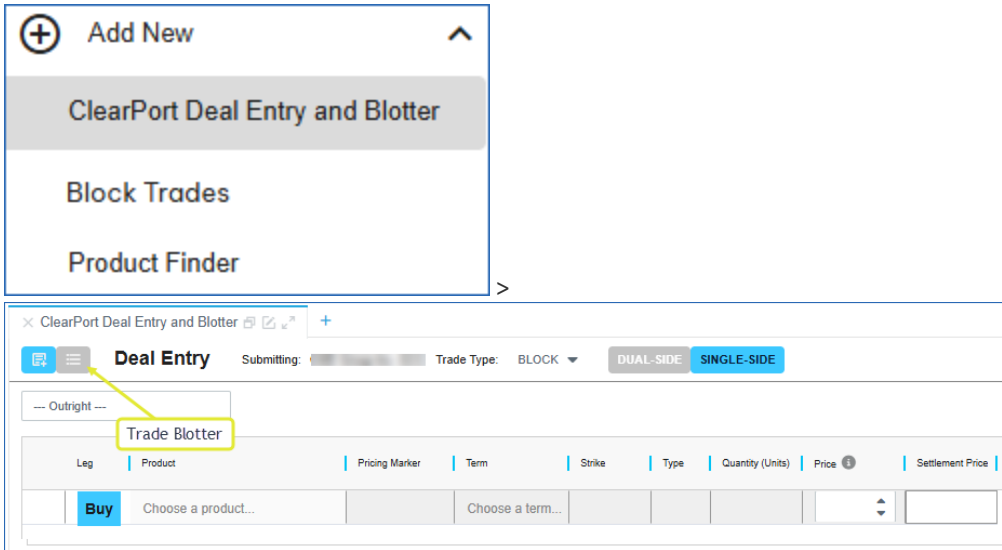 Add New
ClearPort Deal Entry and Blotter
Block Trades
Product Finder
>
ClearPort Deal Entry and Blotter +
Deal Entry Submitting: Trade Type: BLOCK DUAL-SIDE SINGLE-SIDE
--- Outright ---
Trade Blotter
Leg Product Pricing Marker Term Strike Type Quantity (Units) Price Settlement Price
Buy Choose a product... Choose a term...